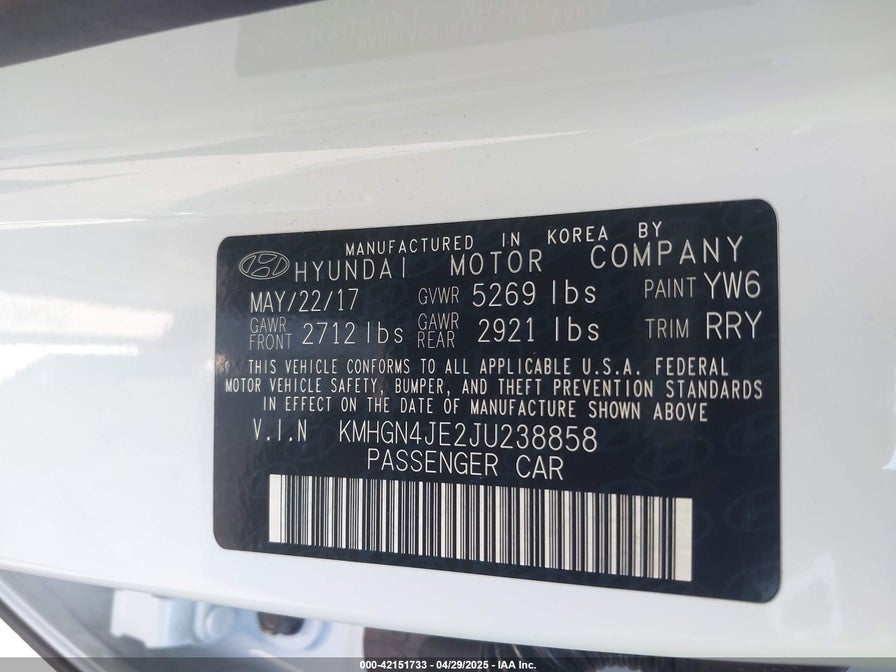 MANUFACTURED IN KOREA BY
HYUNDAI MOTOR COMPANY
MAY/22/17 GVWR 5269 lbs PAINT YW6
GAWR FRONT 2712 lbs GAWR REAR 2921 lbs TRIM RRY
THIS VEHICLE CONFORMS TO ALL APPLICABLE U.S.A. FEDERAL
MOTOR VEHICLE SAFETY, BUMPER, AND THEFT PREVENTION STANDARDS
IN EFFECT ON THE DATE OF MANUFACTURE SHOWN ABOVE
V.I.N KMHGN4JE2JU238858
PASSENGER CAR
000-42151733 - 04/29/2025 - IAA Inc.